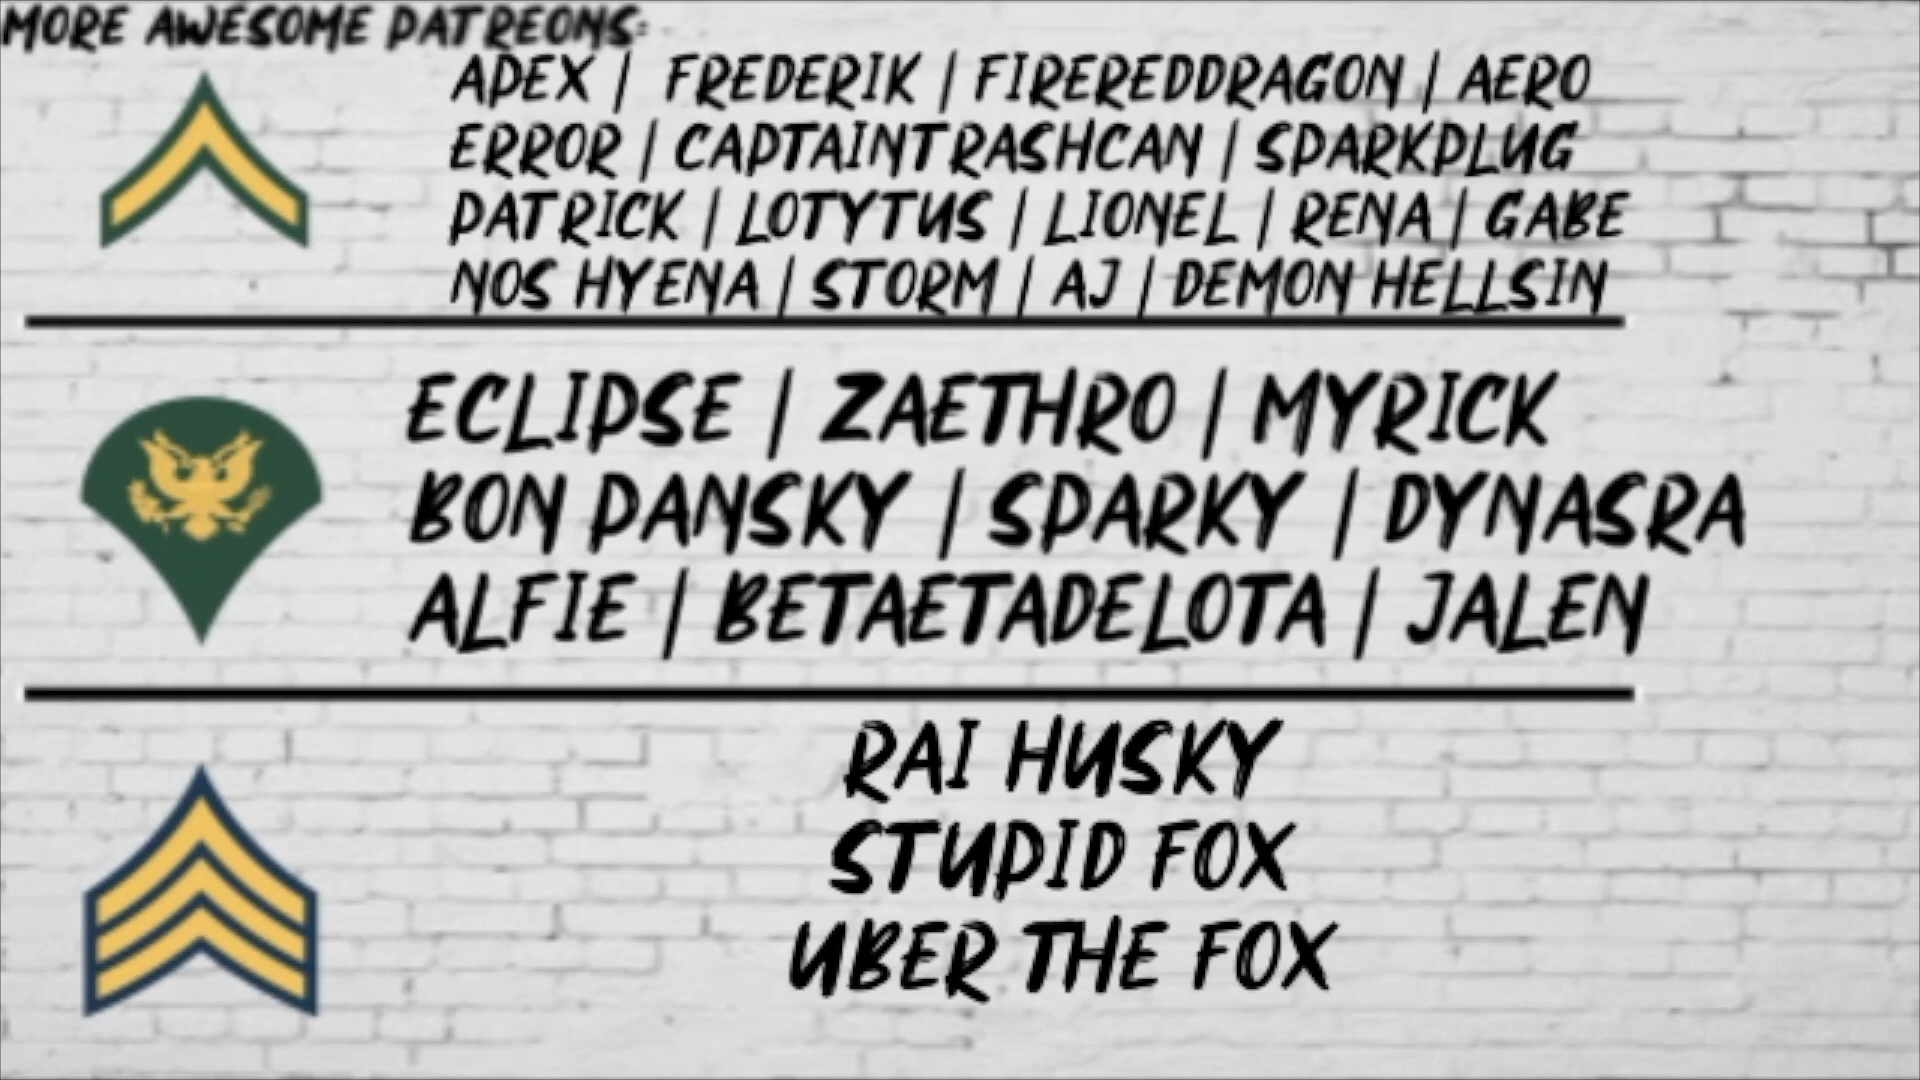 MORE AWESOME PATREONS:
APEX | FREDERIK | FIREREDDRAGON | AERO
ERROR | CAPTAINTRASHCAN | SPARKPLUG
PATRICK | LOTYTUS | LIONEL | RENA | GABE
NOS HYENA | STORM | AJ | DEMON HELLSIN
ECLIPSE | ZAETHRO | MYRICK
BON PANSKY | SPARKY | DYNASRA
ALFIE | BETAETADELOTA | JALEN
RAI HUSKY
STUPID FOX
UBER THE FOX